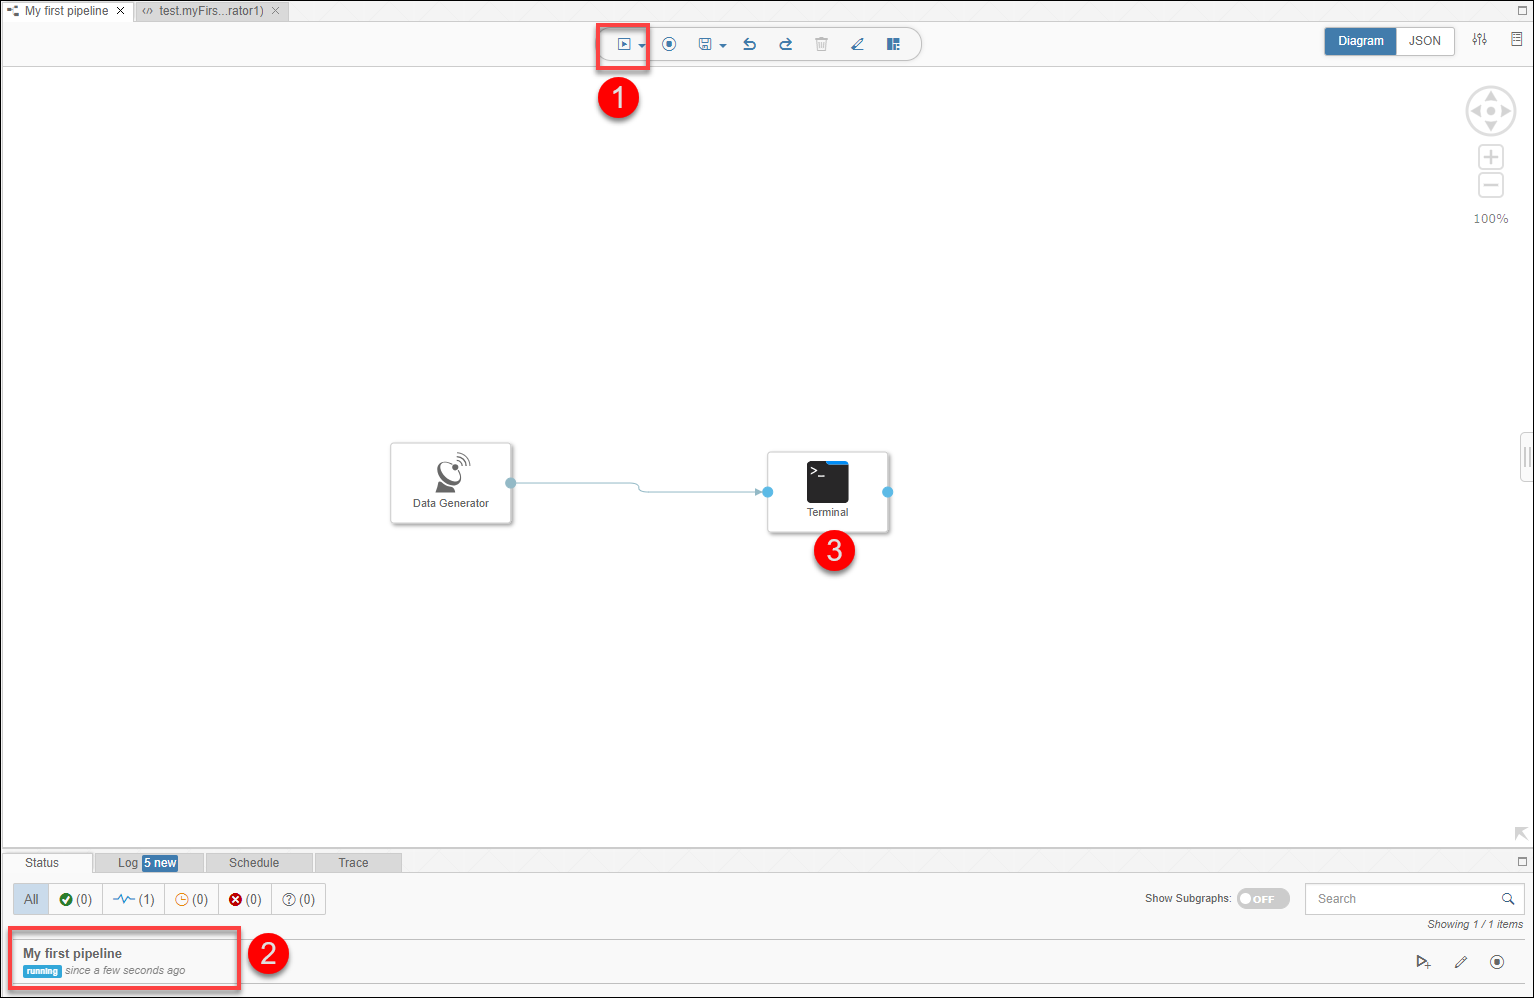 My first pipeline
test.myFirs...rator1)
Diagram JSON
1
100%
Data Generator
>_
Terminal
3
Status Log 5 new Schedule Trace
All (0) (1) (0) (0) (0)
Show Subgraphs: OFF Search
Showing 1 / 1 items
My first pipeline
running since a few seconds ago
2